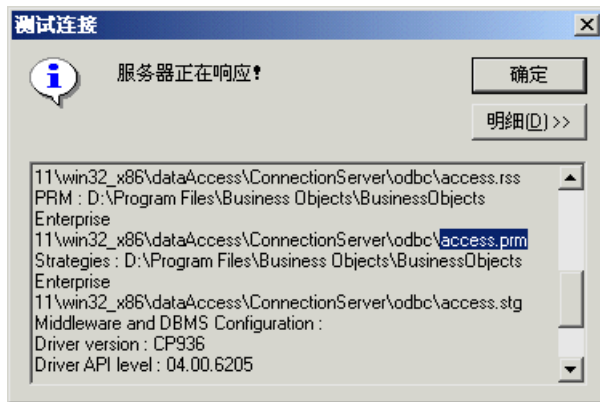 测试连接
服务器正在响应!
确定
明细(D)>>
11\win32_x86\dataAccess\ConnectionServer\odbc\access.rss
PRM : D:\Program Files\Business Objects\BusinessObjects
Enterprise
11\win32_x86\dataAccess\ConnectionServer\odbc\access.prm
Strategies : D:\Program Files\Business Objects\BusinessObjects
Enterprise
11\win32_x86\dataAccess\ConnectionServer\odbc\access.stg
Middleware and DBMS Configuration :
Driver version : CP936
Driver API level : 04.00.6205